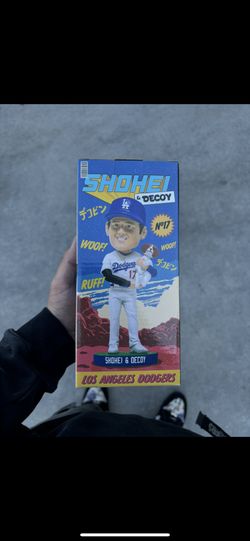 SHOHEI
& DECOY
デコピン
Nº17
WOOF!
WOOF!
デコピン
RUFF!
LA
Dodgers
17
SHOHEI & DECOY
LOS ANGELES DODGERS